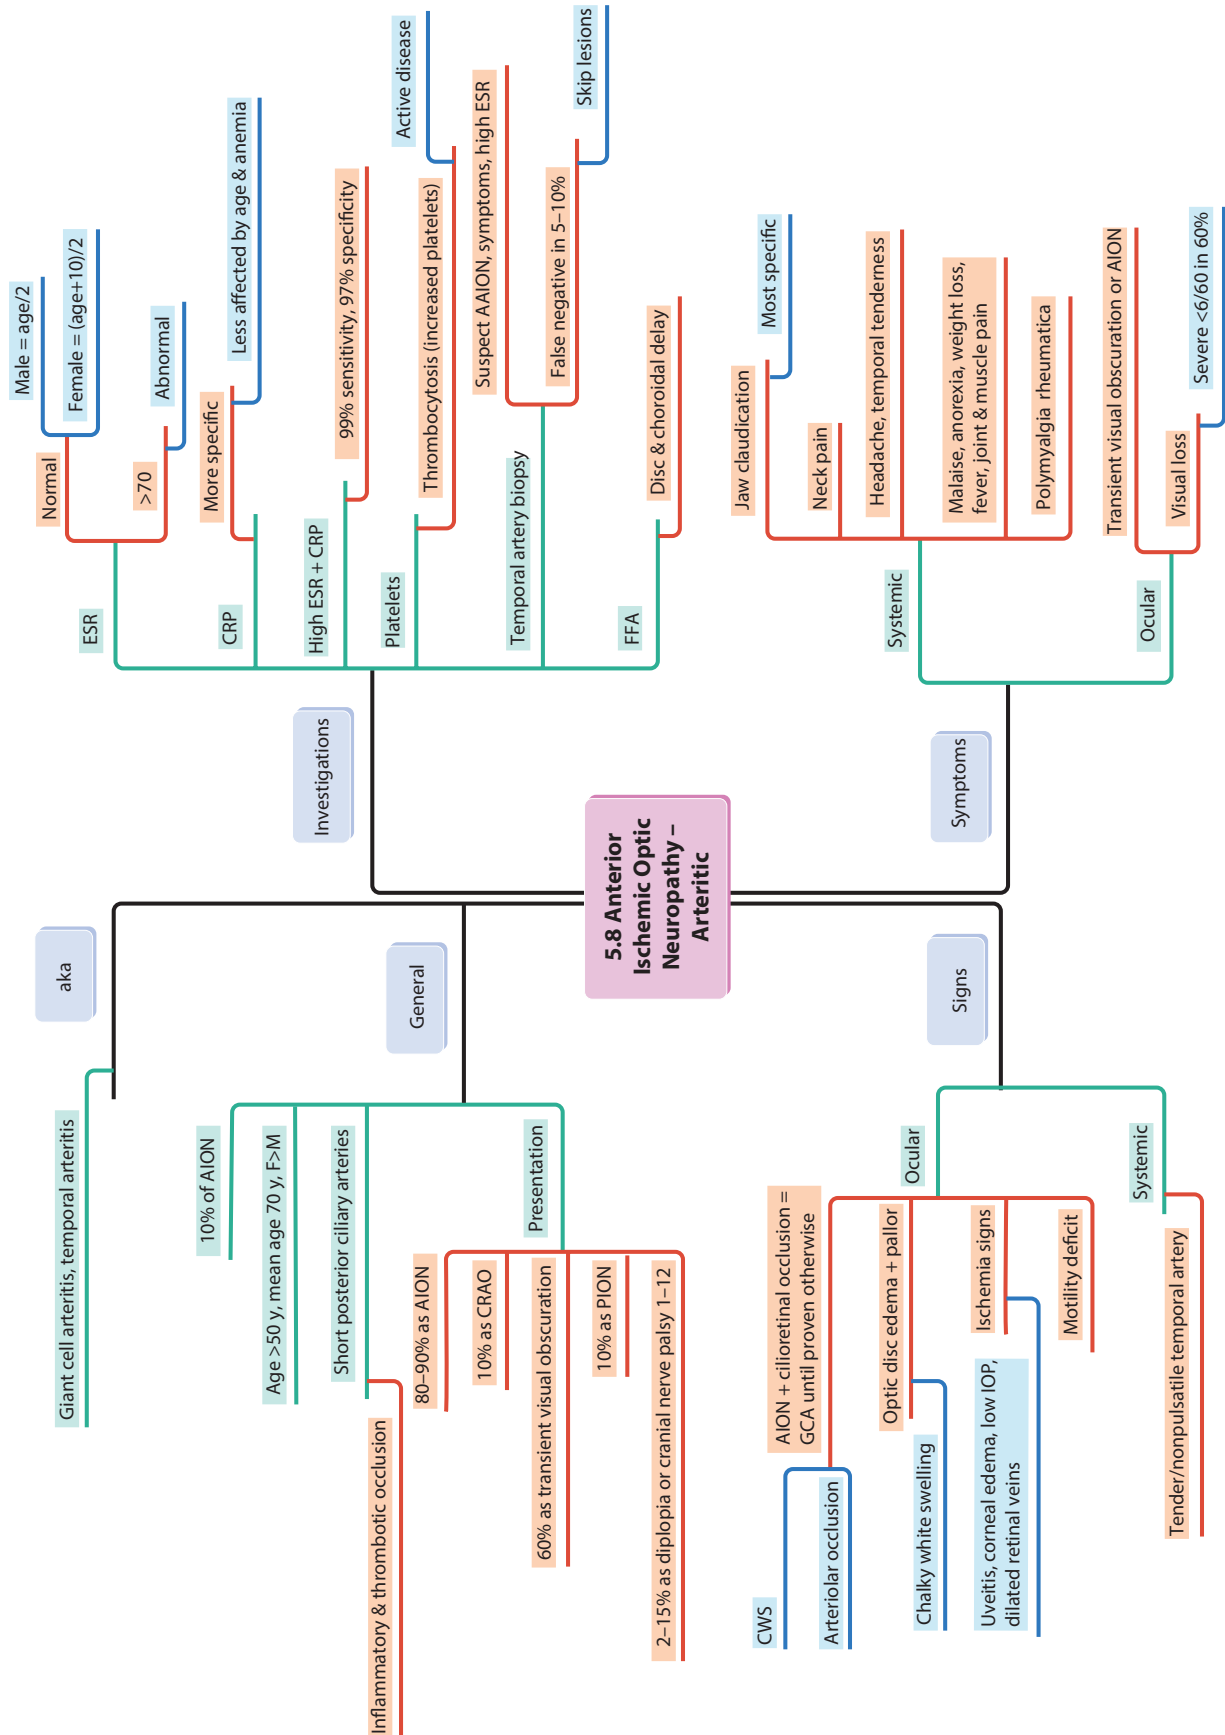 5.8 Anterior
Ischemic Optic
Neuropathy –
Arteritic
aka
Giant cell arteritis, temporal arteritis
General
10% of AION
Age >50 y, mean age 70 y, F>M
Short posterior ciliary arteries
Inflammatory & thrombotic occlusion
Presentation
80–90% as AION
10% as CRAO
60% as transient visual obscuration
10% as PION
2–15% as diplopia or cranial nerve palsy 1–12
Signs
Ocular
AION + cilioretinal occlusion =
GCA until proven otherwise
CWS
Arteriolar occlusion
Optic disc edema + pallor
Chalky white swelling
Ischemia signs
Uveitis, corneal edema, low IOP,
dilated retinal veins
Motility deficit
Systemic
Tender/nonpulsatile temporal artery
Investigations
ESR
Normal
Male = age/2
Female = (age+10)/2
>70
Abnormal
CRP
More specific
Less affected by age & anemia
High ESR + CRP
99% sensitivity, 97% specificity
Platelets
Thrombocytosis (increased platelets)
Active disease
Temporal artery biopsy
Suspect AAION, symptoms, high ESR
False negative in 5–10%
Skip lesions
FFA
Disc & choroidal delay
Symptoms
Systemic
Jaw claudication
Most specific
Neck pain
Headache, temporal tenderness
Malaise, anorexia, weight loss,
fever, joint & muscle pain
Polymyalgia rheumatica
Ocular
Transient visual obscuration or AION
Visual loss
Severe <6/60 in 60%